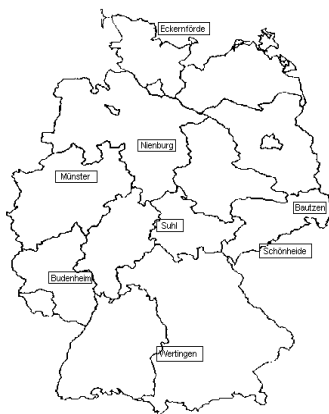 Eckernförde
Nienburg
Münster
Bautzen
Suhl
Schönheide
Budenheim
Wertingen